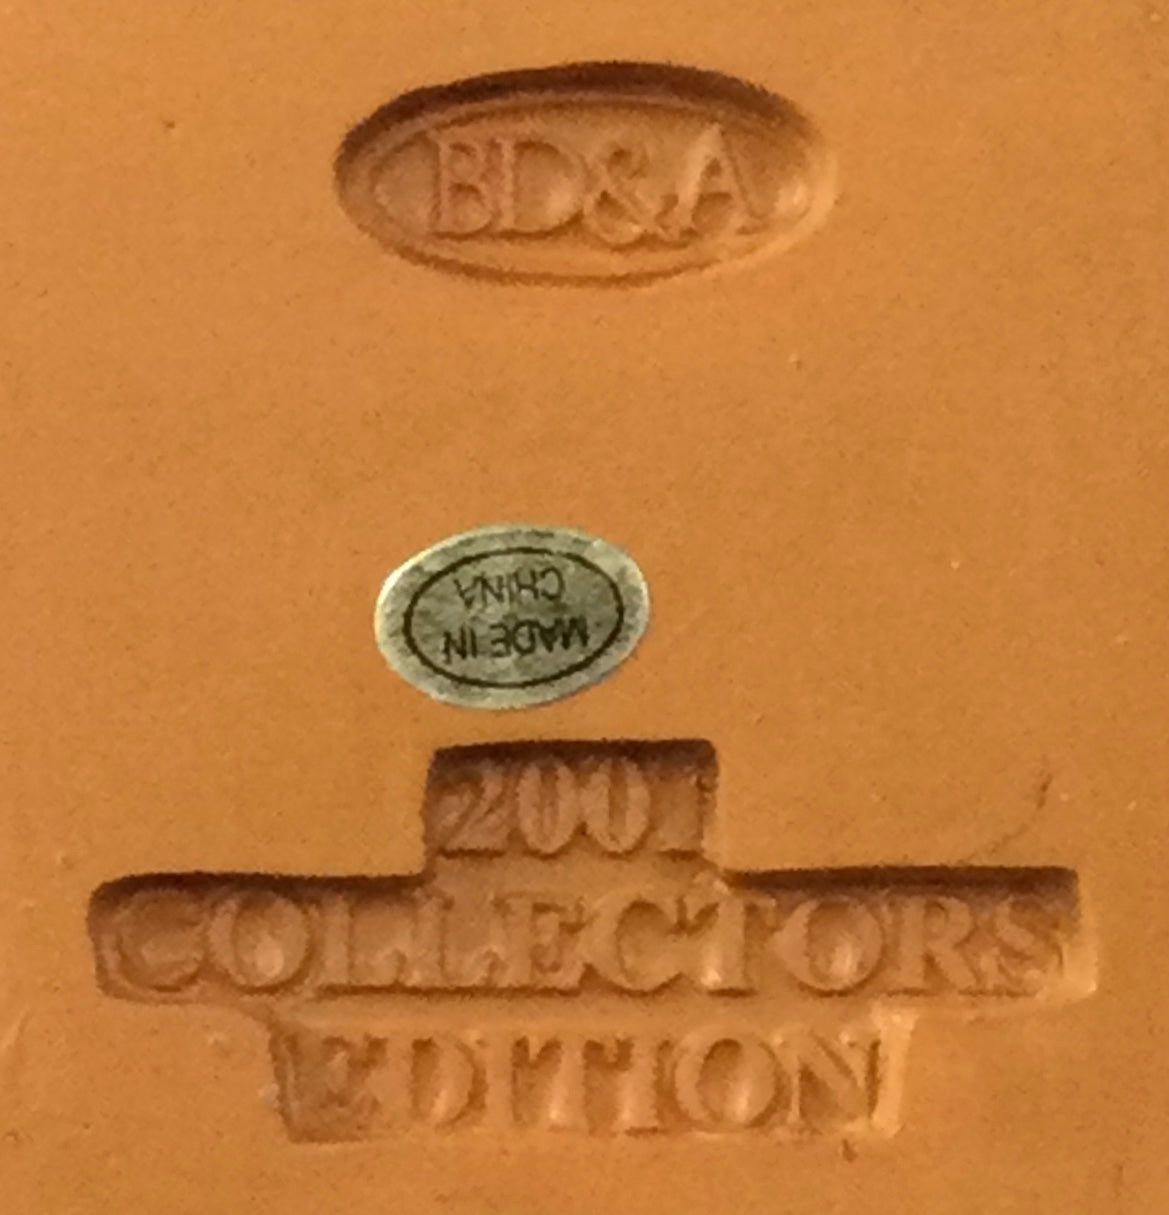 BD&A
MADE IN
CHINA
2001
COLLECTORS
EDITION